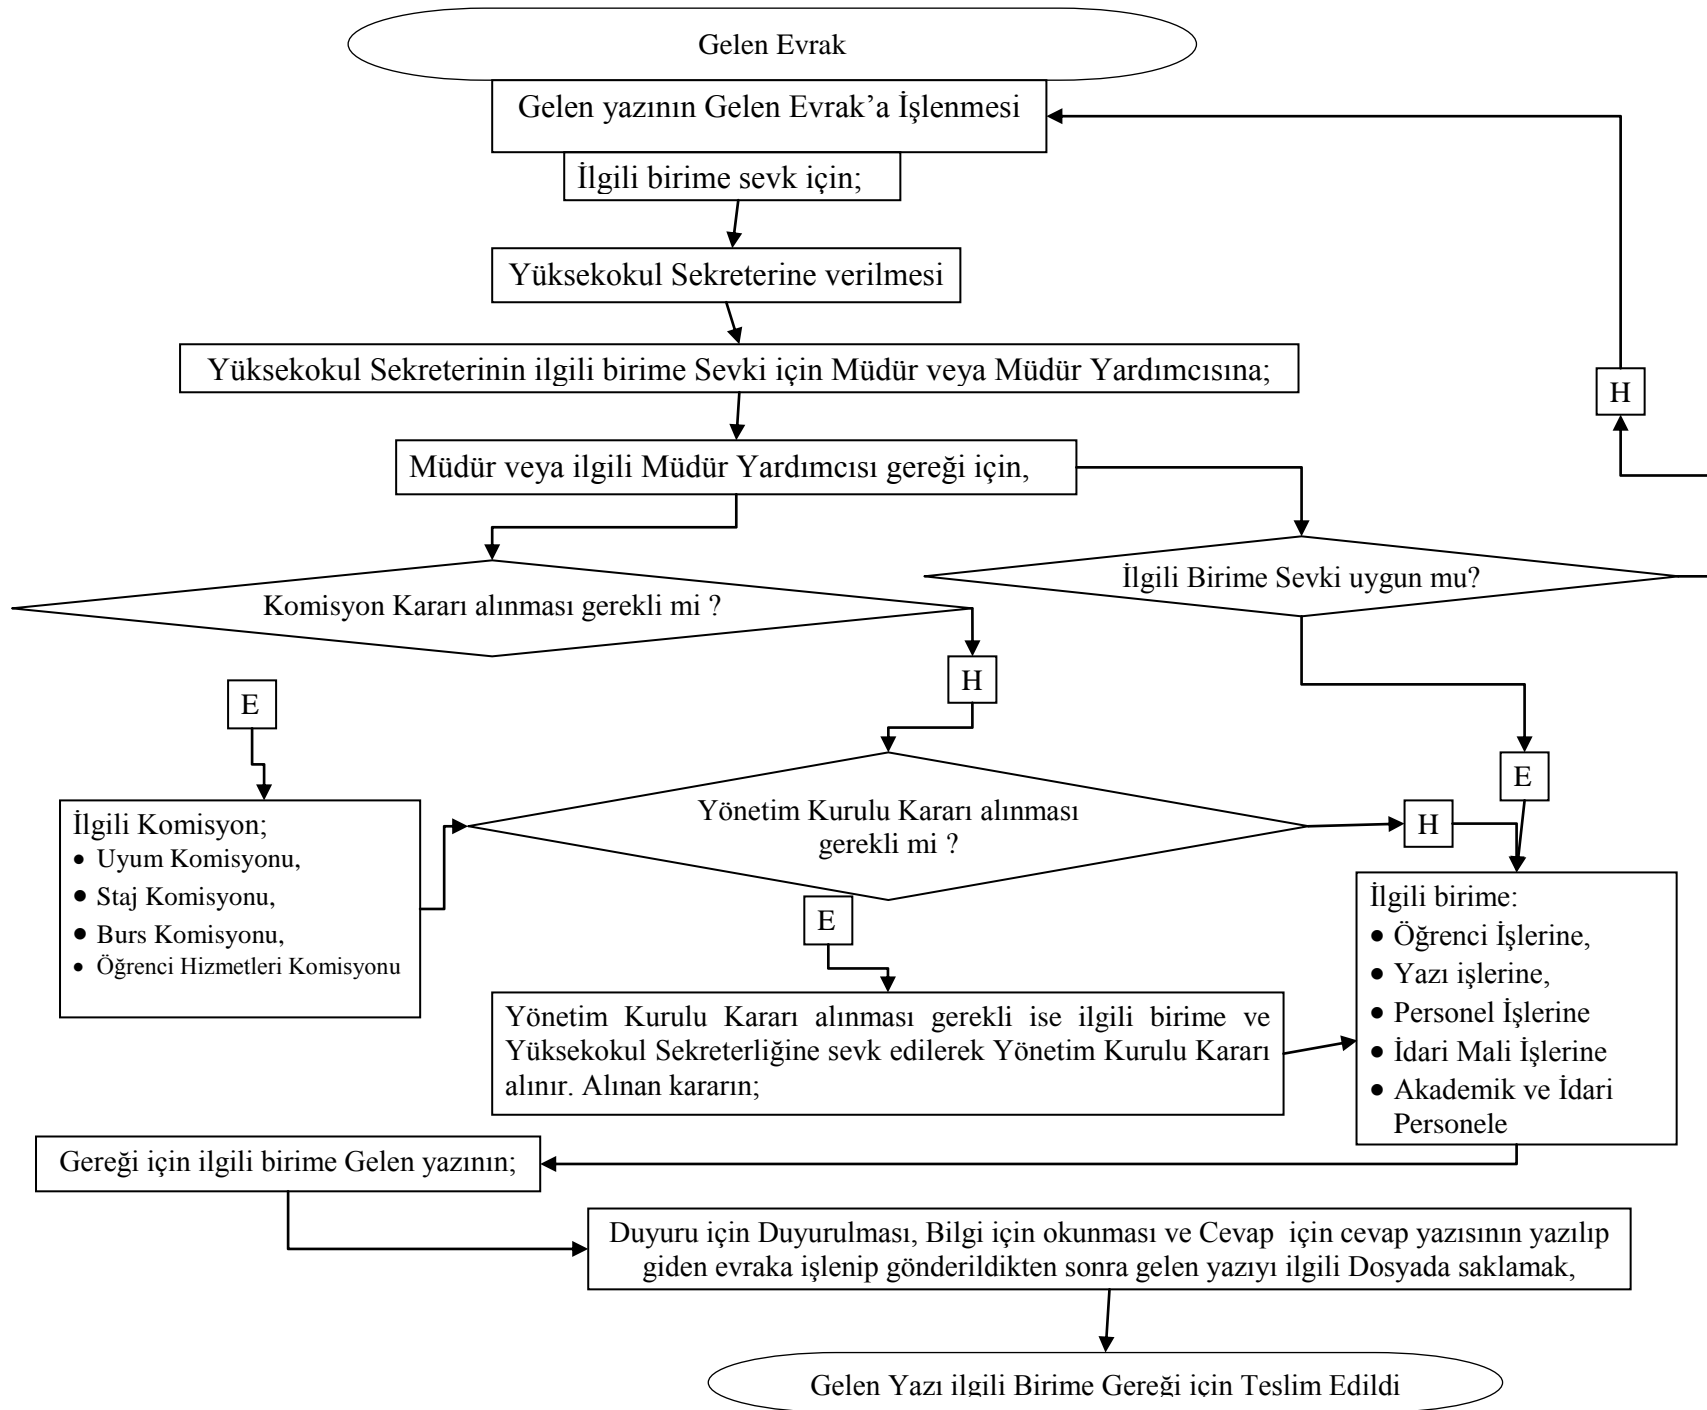 Gelen Evrak
Gelen yazının Gelen Evrak’a İşlenmesi
İlgili birime sevk için;
Yüksekokul Sekreterine verilmesi
Yüksekokul Sekreterinin ilgili birime Sevki için Müdür veya Müdür Yardımcısına;
H
Müdür veya ilgili Müdür Yardımcısı gereği için,
İlgili Birime Sevki uygun mu?
Komisyon Kararı alınması gerekli mi ?
H
E
E
Yönetim Kurulu Kararı alınması
gerekli mi ?
H
İlgili Komisyon;
• Uyum Komisyonu,
• Staj Komisyonu,
• Burs Komisyonu,
• Öğrenci Hizmetleri Komisyonu
E
İlgili birime:
• Öğrenci İşlerine,
• Yazı işlerine,
• Personel İşlerine
• İdari Mali İşlerine
• Akademik ve İdari
Personele
Yönetim Kurulu Kararı alınması gerekli ise ilgili birime ve
Yüksekokul Sekreterliğine sevk edilerek Yönetim Kurulu Kararı
alınır. Alınan kararın;
Gereği için ilgili birime Gelen yazının;
Duyuru için Duyurulması, Bilgi için okunması ve Cevap  için cevap yazısının yazılıp
giden evraka işlenip gönderildikten sonra gelen yazıyı ilgili Dosyada saklamak,
Gelen Yazı ilgili Birime Gereği için Teslim Edildi